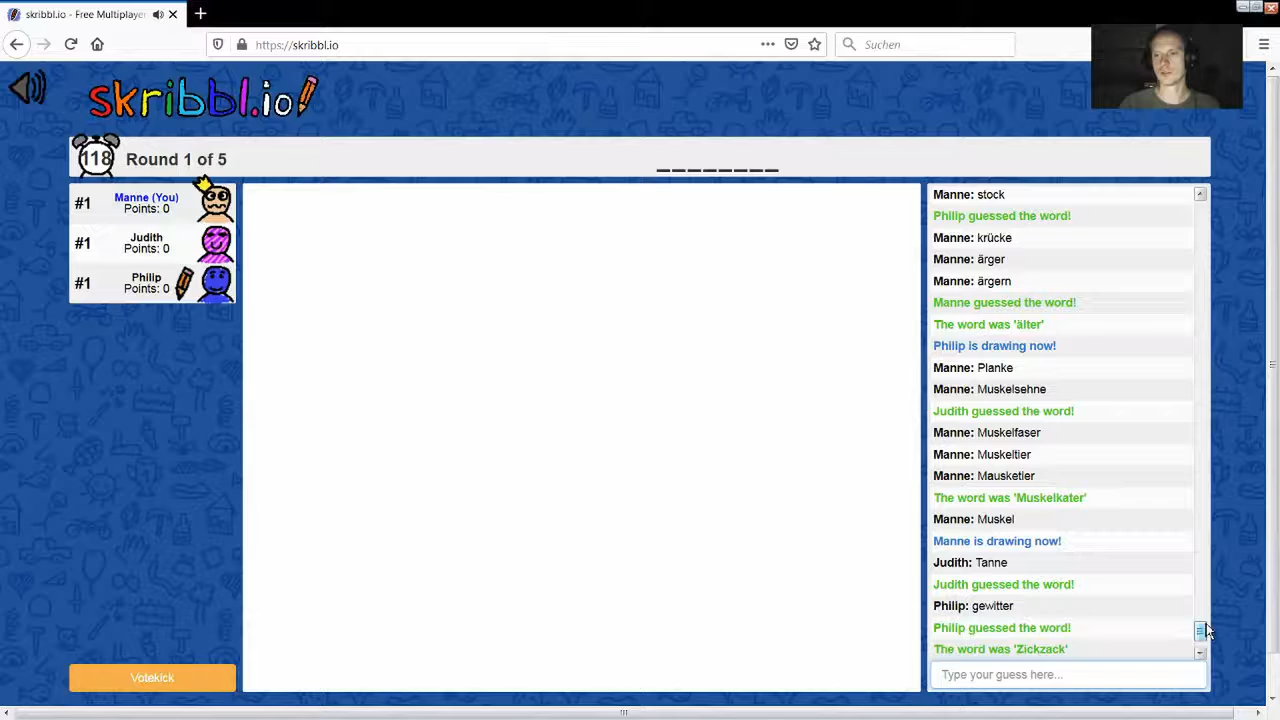 skribbl.io - Free Multiplaye
https://skribbl.io
Suchen
skribbl.io
118
Round 1 of 5
________
#1
Manne (You)
Points: 0
#1
Judith
Points: 0
#1
Philip
Points: 0
Votekick
Manne: stock
Philip guessed the word!
Manne: krücke
Manne: ärger
Manne: ärgern
Manne guessed the word!
The word was 'älter'
Philip is drawing now!
Manne: Planke
Manne: Muskelsehne
Judith guessed the word!
Manne: Muskelfaser
Manne: Muskeltier
Manne: Mausketier
The word was 'Muskelkater'
Manne: Muskel
Manne is drawing now!
Judith: Tanne
Judith guessed the word!
Philip: gewitter
Philip guessed the word!
The word was 'Zickzack'
Type your guess here...